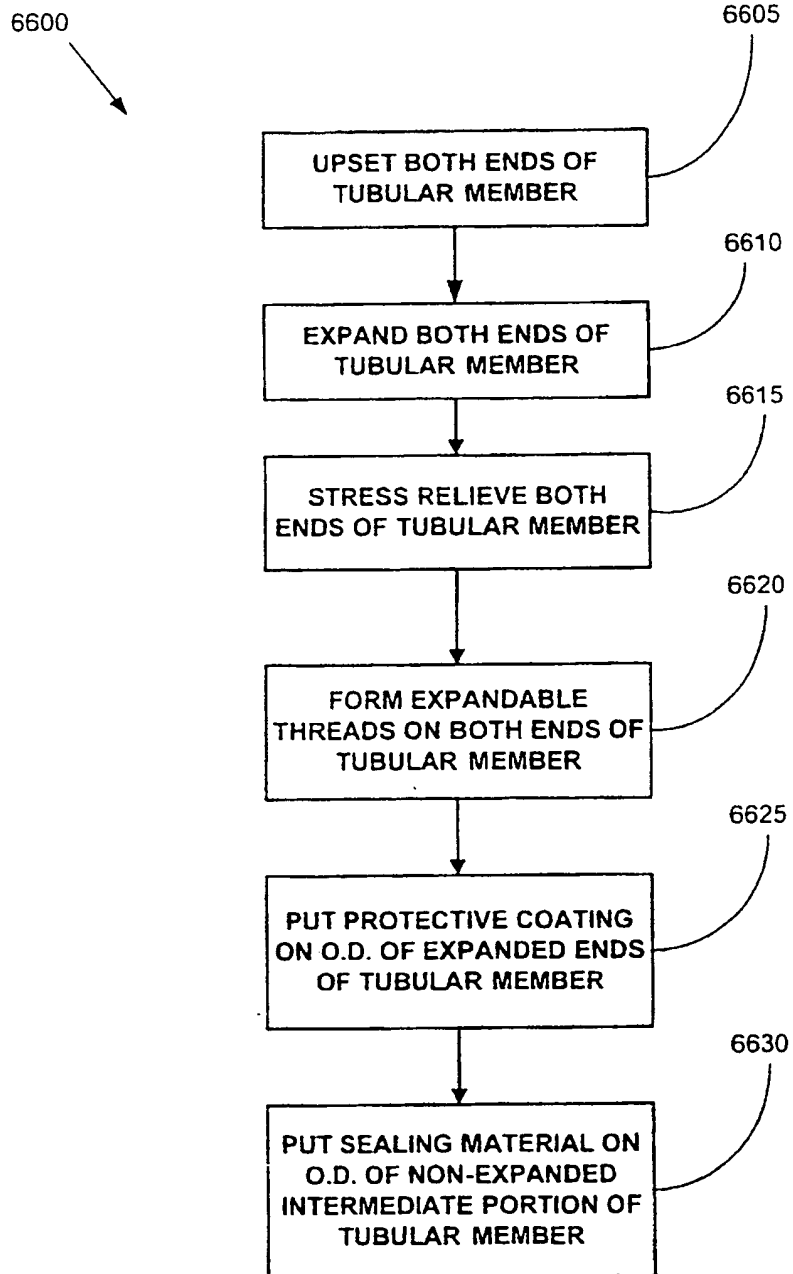 6600
6605
UPSET BOTH ENDS OF
TUBULAR MEMBER
6610
EXPAND BOTH ENDS OF
TUBULAR MEMBER
6615
STRESS RELIEVE BOTH
ENDS OF TUBULAR MEMBER
6620
FORM EXPANDABLE
THREADS ON BOTH ENDS OF
TUBULAR MEMBER
6625
PUT PROTECTIVE COATING
ON O.D. OF EXPANDED ENDS
OF TUBULAR MEMBER
6630
PUT SEALING MATERIAL ON
O.D. OF NON-EXPANDED
INTERMEDIATE PORTION OF
TUBULAR MEMBER